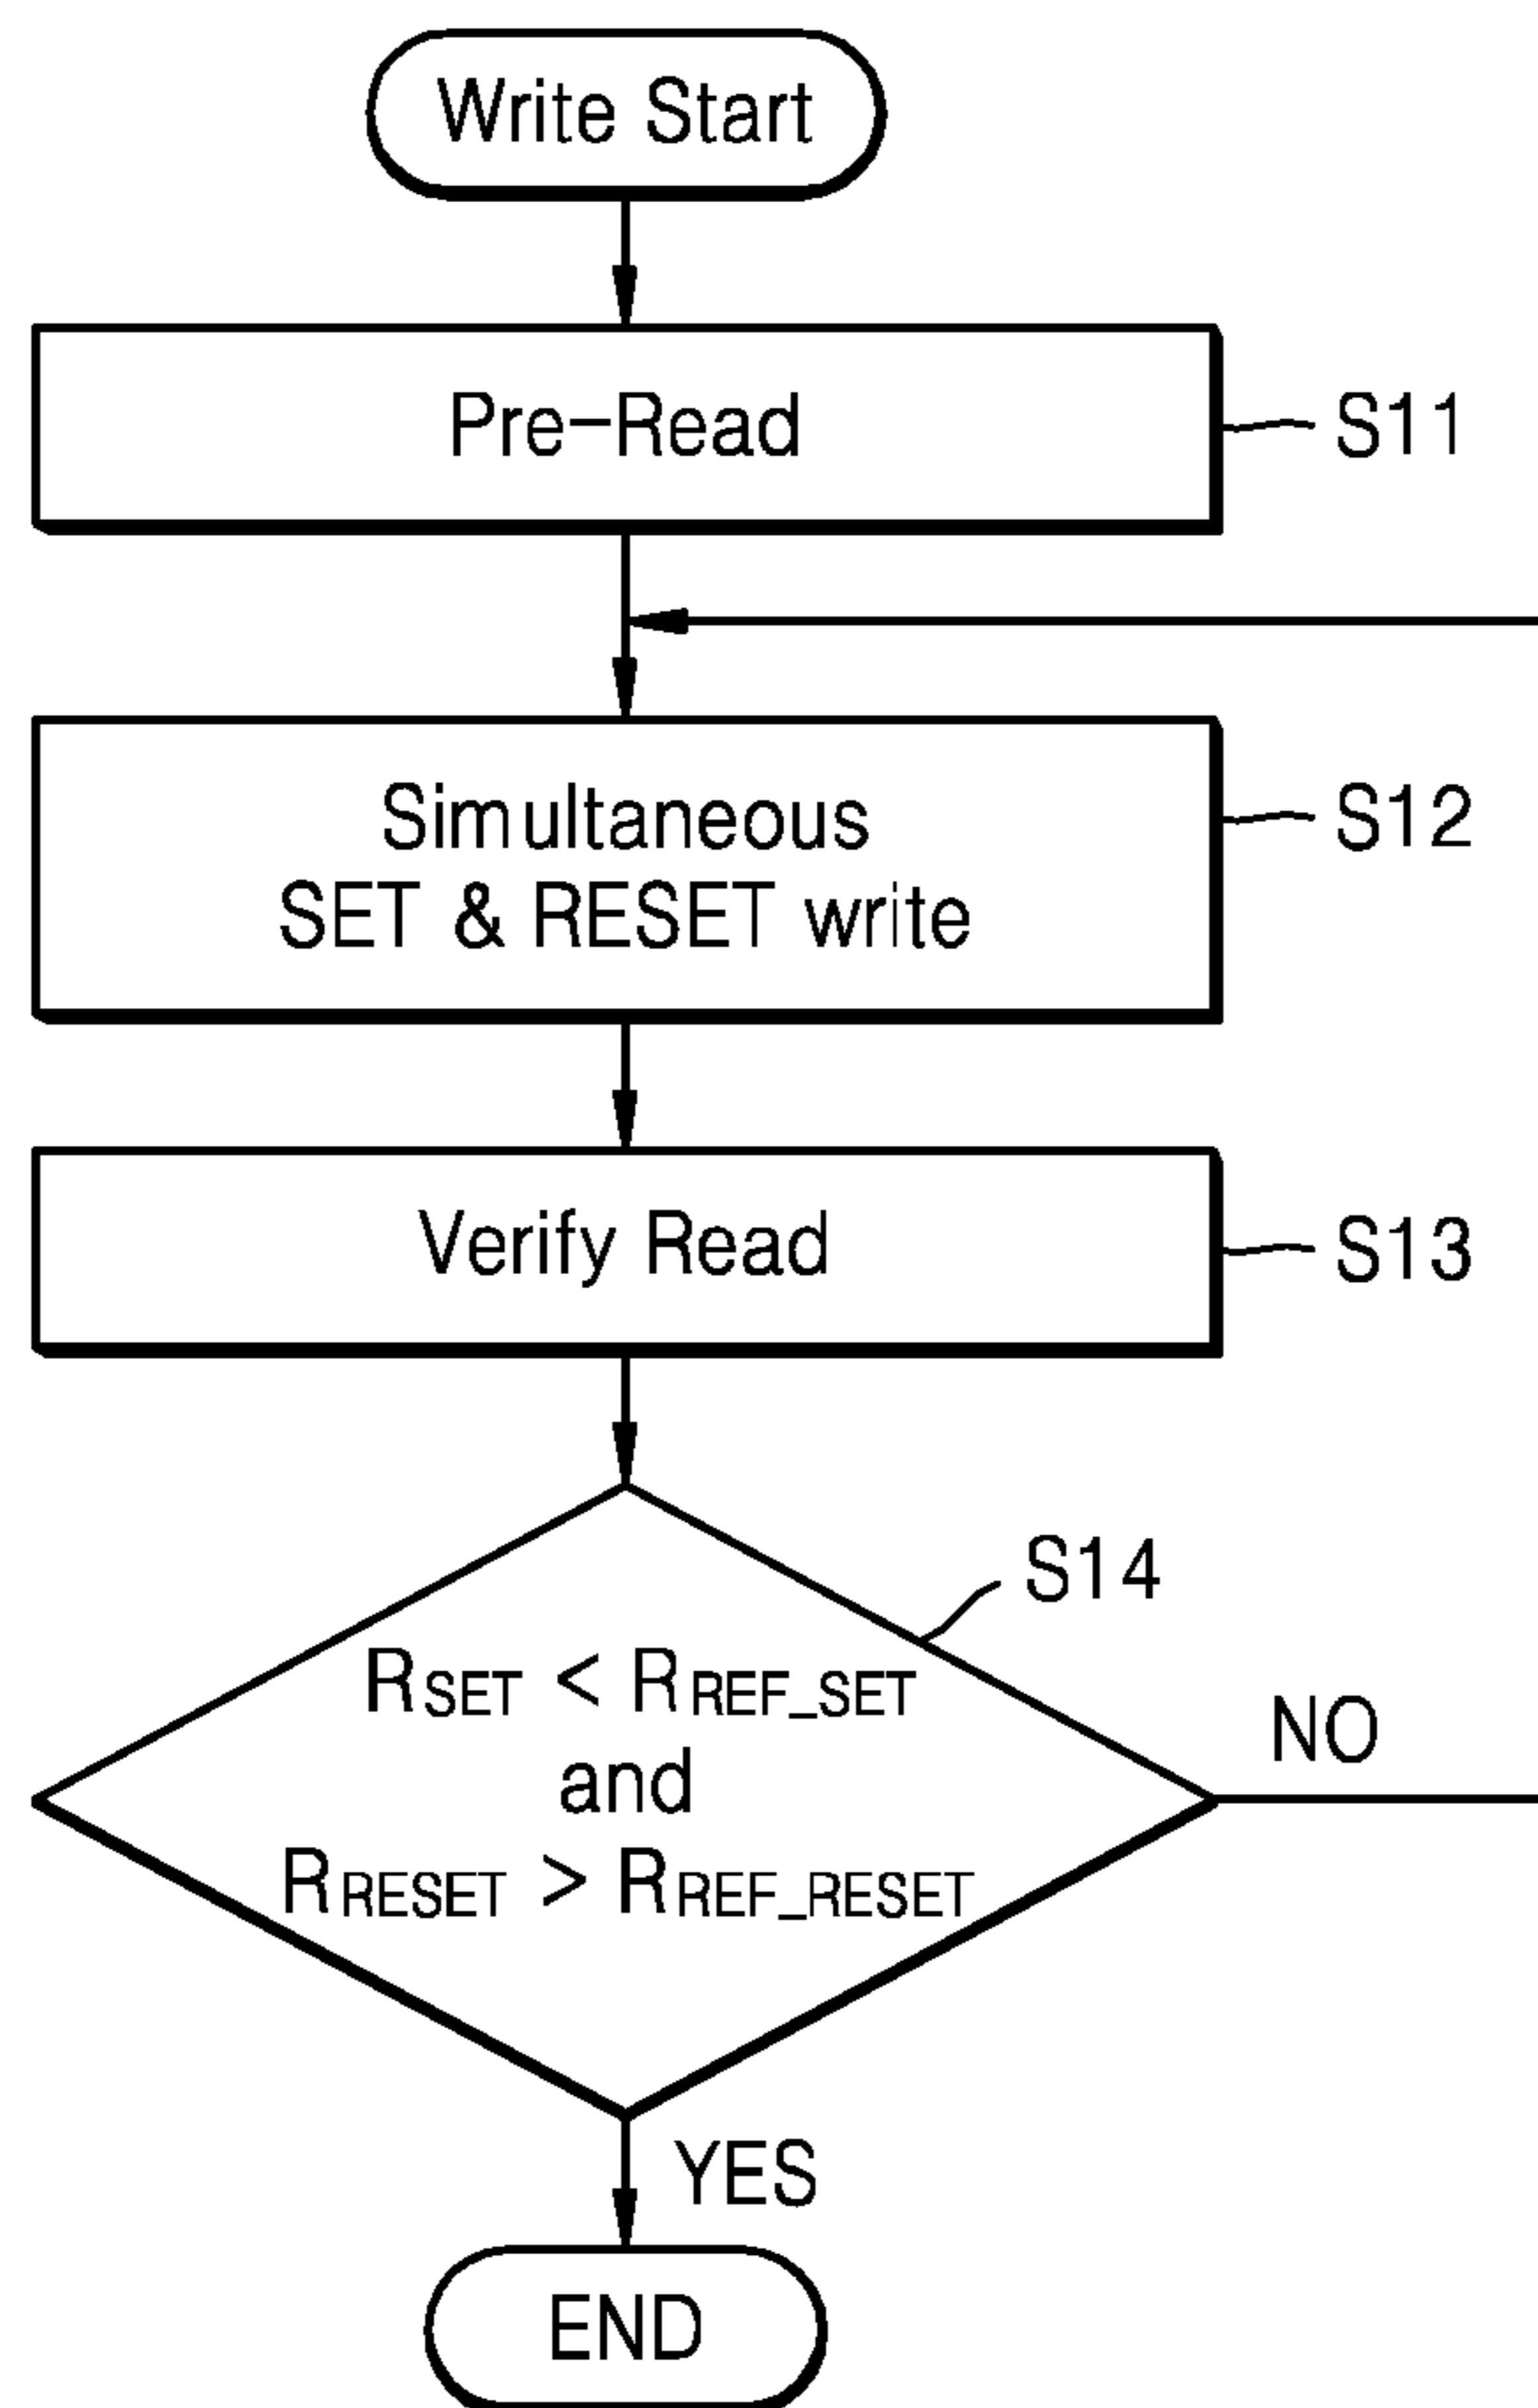 Write Start
Pre-Read
S11
Simultaneous
SET & RESET write
S12
Verify Read
S13
S14
RSET < RREF_SET
and
RRESET > RREF_RESET
NO
YES
END